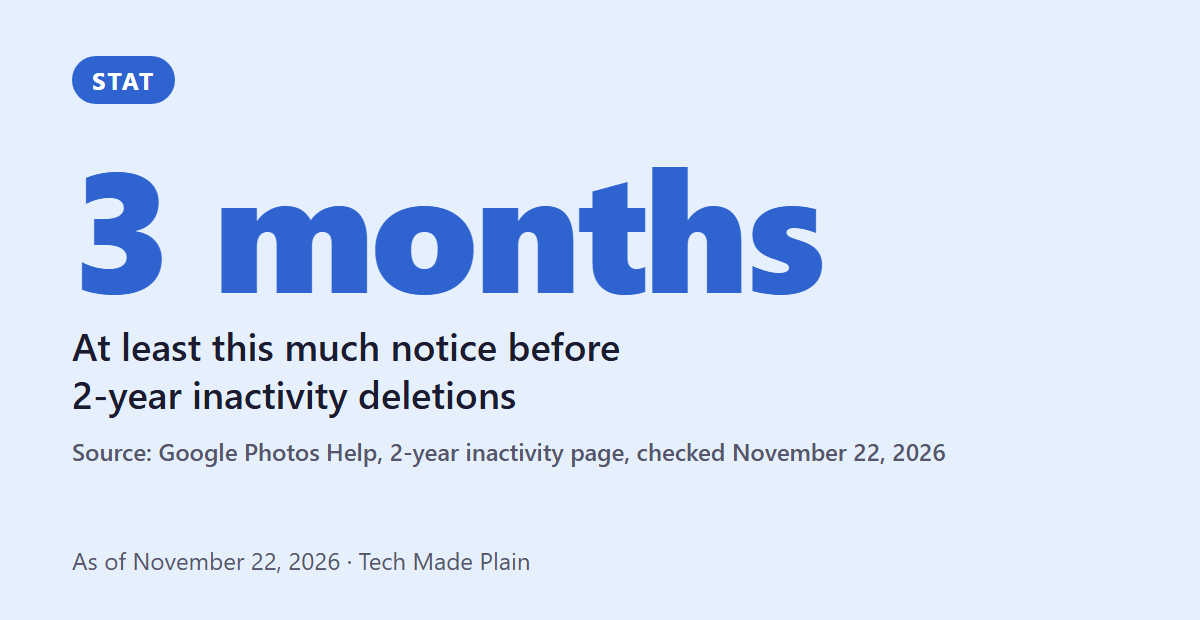 STAT
3 months
At least this much notice before
2-year inactivity deletions
Source: Google Photos Help, 2-year inactivity page, checked November 22, 2026
As of November 22, 2026 · Tech Made Plain